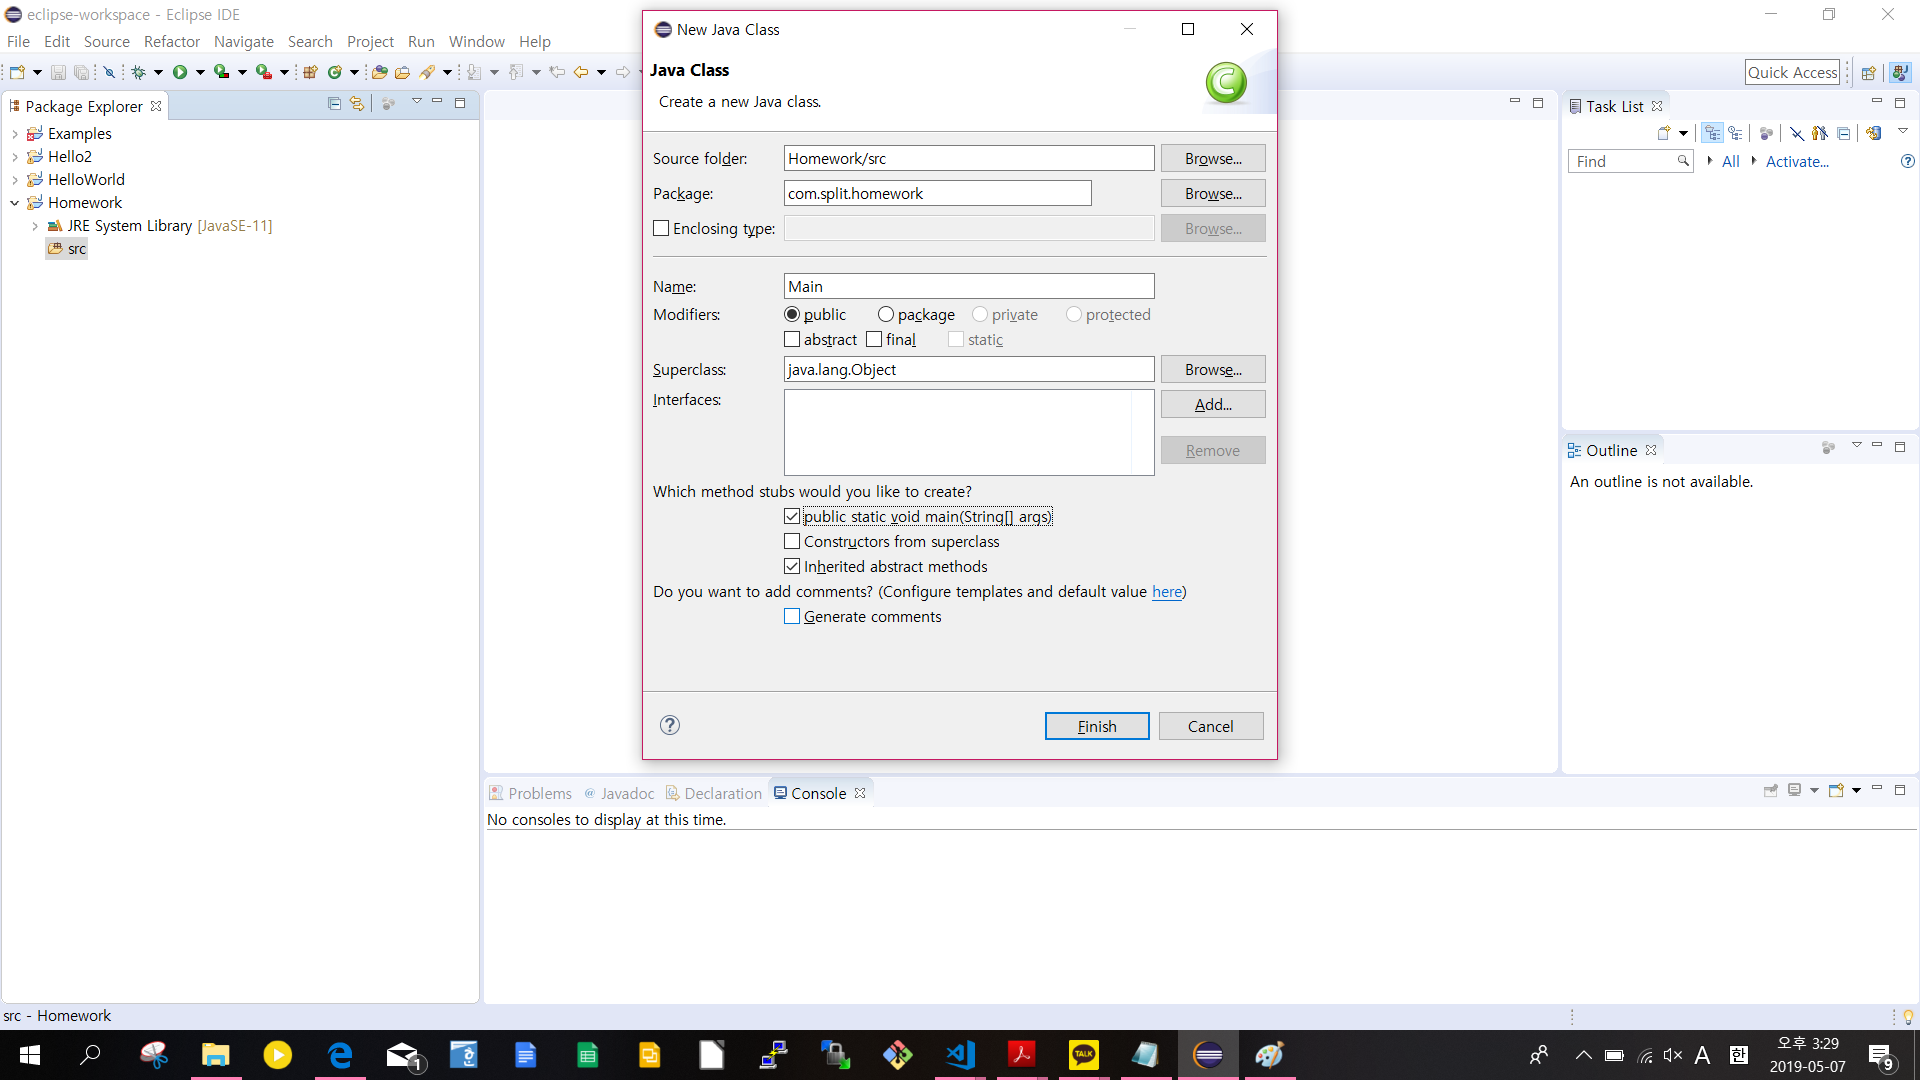 eclipse-workspace - Eclipse IDE
File Edit Source Refactor Navigate Search Project Run Window Help
Quick Access
Package Explorer
Examples
Hello2
HelloWorld
Homework
JRE System Library [JavaSE-11]
src
New Java Class
Java Class
Create a new Java class.
Source folder: Homework/src Browse...
Package: com.split.homework Browse...
Enclosing type: Browse...
Name: Main
Modifiers: public package private protected
abstract final static
Superclass: java.lang.Object Browse...
Interfaces: Add...
Remove
Which method stubs would you like to create?
public static void main(String[] args)
Constructors from superclass
Inherited abstract methods
Do you want to add comments? (Configure templates and default value here)
Generate comments
Finish Cancel
Task List
Find All Activate...
Outline
An outline is not available.
Problems @ Javadoc Declaration Console
No consoles to display at this time.
src - Homework
1
TALK
A 한
오후 3:29
2019-05-07
9